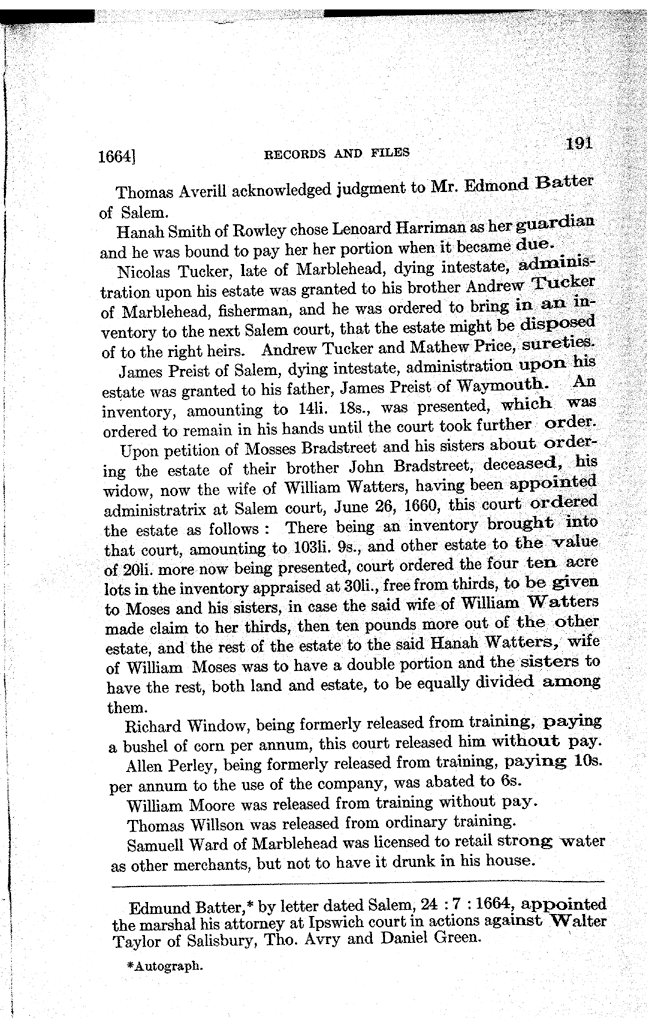 1664] RECORDS AND FILES 191
Thomas Averill acknowledged judgment to Mr. Edmond Batter
of Salem.
Hanah Smith of Rowley chose Lenoard Harriman as her guardian
and he was bound to pay her her portion when it became due.
Nicolas Tucker, late of Marblehead, dying intestate, adminis-
tration upon his estate was granted to his brother Andrew Tucker
of Marblehead, fisherman, and he was ordered to bring in an in-
ventory to the next Salem court, that the estate might be disposed
of to the right heirs. Andrew Tucker and Mathew Price, sureties.
James Preist of Salem, dying intestate, administration upon his
estate was granted to his father, James Preist of Waymouth. An
inventory, amounting to 14li. 18s., was presented, which was
ordered to remain in his hands until the court took further order.
Upon petition of Mosses Bradstreet and his sisters about order-
ing the estate of their brother John Bradstreet, deceased, his
widow, now the wife of William Watters, having been appointed
administratrix at Salem court, June 26, 1660, this court ordered
the estate as follows : There being an inventory brought into
that court, amounting to 103li. 9s., and other estate to the value
of 20li. more now being presented, court ordered the four ten acre
lots in the inventory appraised at 30li., free from thirds, to be given
to Moses and his sisters, in case the said wife of William Watters
made claim to her thirds, then ten pounds more out of the other
estate, and the rest of the estate to the said Hanah Watters, wife
of William Moses was to have a double portion and the sisters to
have the rest, both land and estate, to be equally divided among
them.
Richard Window, being formerly released from training, paying
a bushel of corn per annum, this court released him without pay.
Allen Perley, being formerly released from training, paying 10s.
per annum to the use of the company, was abated to 6s.
William Moore was released from training without pay.
Thomas Willson was released from ordinary training.
Samuell Ward of Marblehead was licensed to retail strong water
as other merchants, but not to have it drunk in his house.
Edmund Batter,* by letter dated Salem, 24 : 7 : 1664, appointed
the marshal his attorney at Ipswich court in actions against Walter
Taylor of Salisbury, Tho. Avry and Daniel Green.
*Autograph.